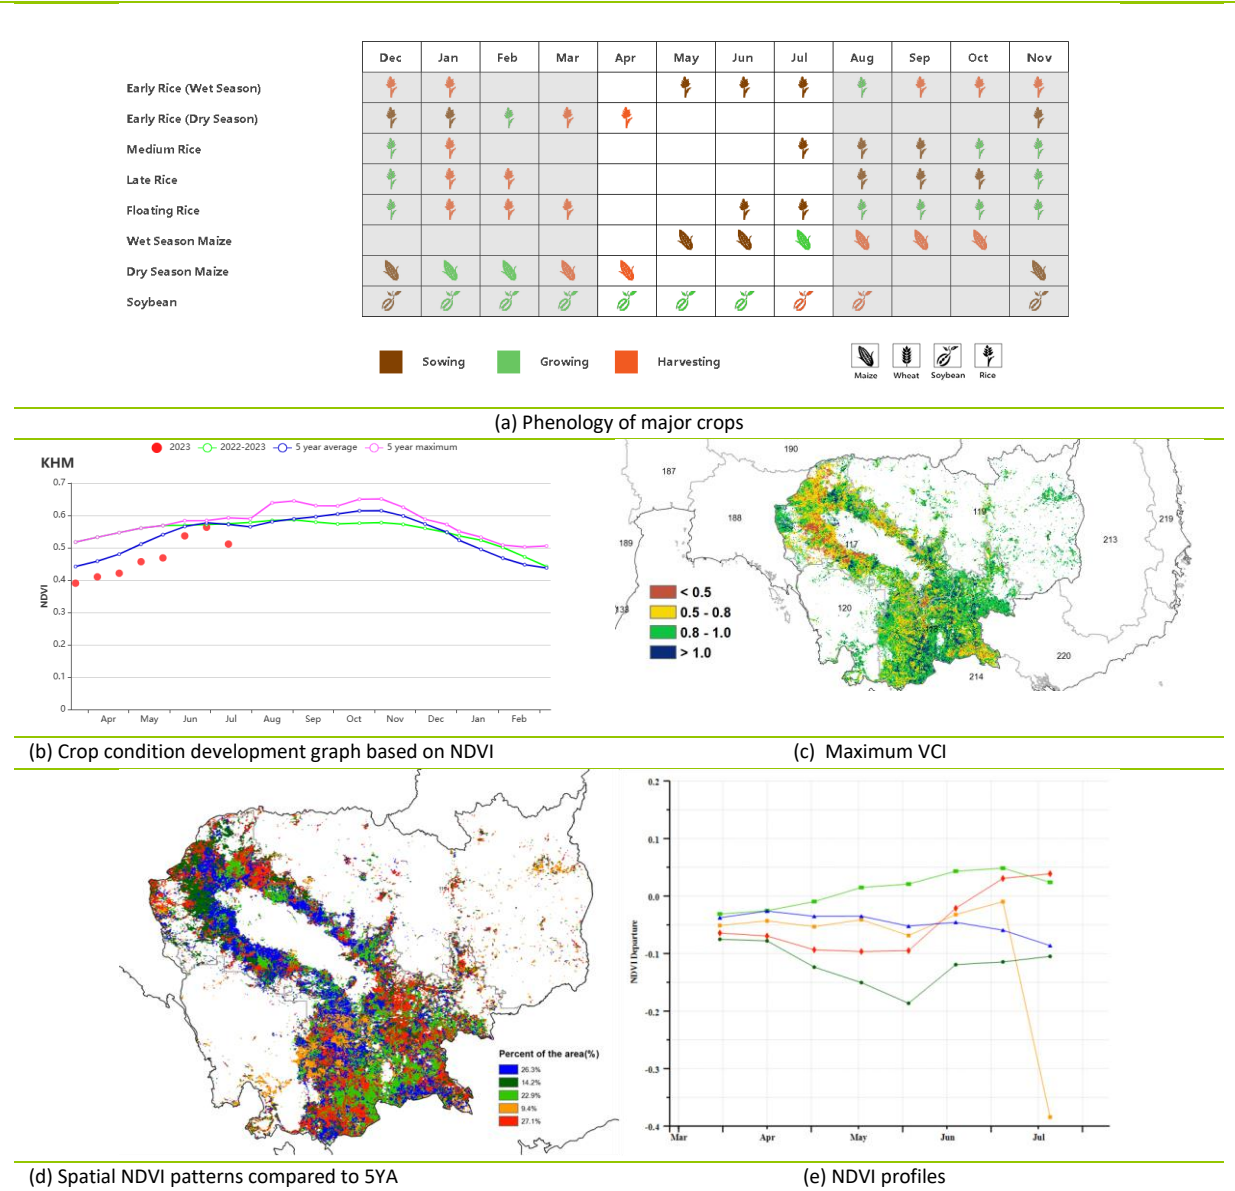 Dec Jan Feb Mar Apr May Jun Jul Aug Sep Oct Nov
Early Rice (Wet Season)
Early Rice (Dry Season)
Medium Rice
Late Rice
Floating Rice
Wet Season Maize
Dry Season Maize
Soybean
Sowing Growing Harvesting
Maize Wheat Soybean Rice
(a) Phenology of major crops
2023 2022-2023 5 year average 5 year maximum
KHM
0.7
0.6
0.5
0.4
0.3
0.2
0.1
0
NDVI
Apr May Jun Jul Aug Sep Oct Nov Dec Jan Feb
190
187
188
189
119
219
213
117
120
220
214
< 0.5
0.5 - 0.8
0.8 - 1.0
> 1.0
(b) Crop condition development graph based on NDVI
(c) Maximum VCI
Percent of the area(%)
26.3%
14.2%
22.9%
9.4%
27.1%
0.2
0.1
0.0
-0.1
-0.2
-0.3
-0.4
NDVI Departure
Mar Apr May Jun Jul
(d) Spatial NDVI patterns compared to 5YA
(e) NDVI profiles